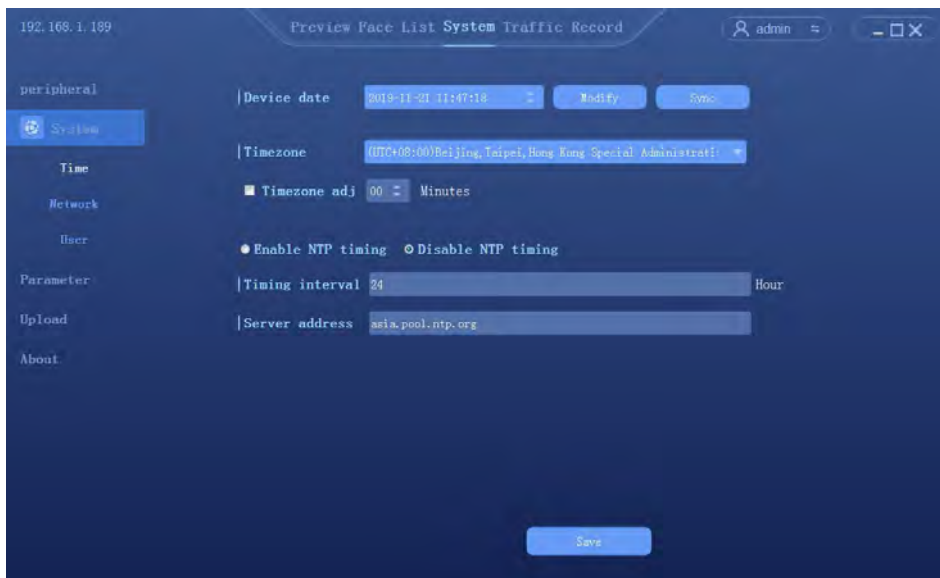 192.168.1.189 Preview Face List System Traffic Record admin
peripheral
Device date 2019-11-21 11:47:18 Modify Sync
System
Timezone (UTC+08:00)Beijing,Taipei,Hong Kong Special Administrati
Time
Timezone adj 00 Minutes
Network
User
Enable NTP timing Disable NTP timing
Parameter
Timing interval 24 Hour
Upload
Server address asia.pool.ntp.org
About
Save